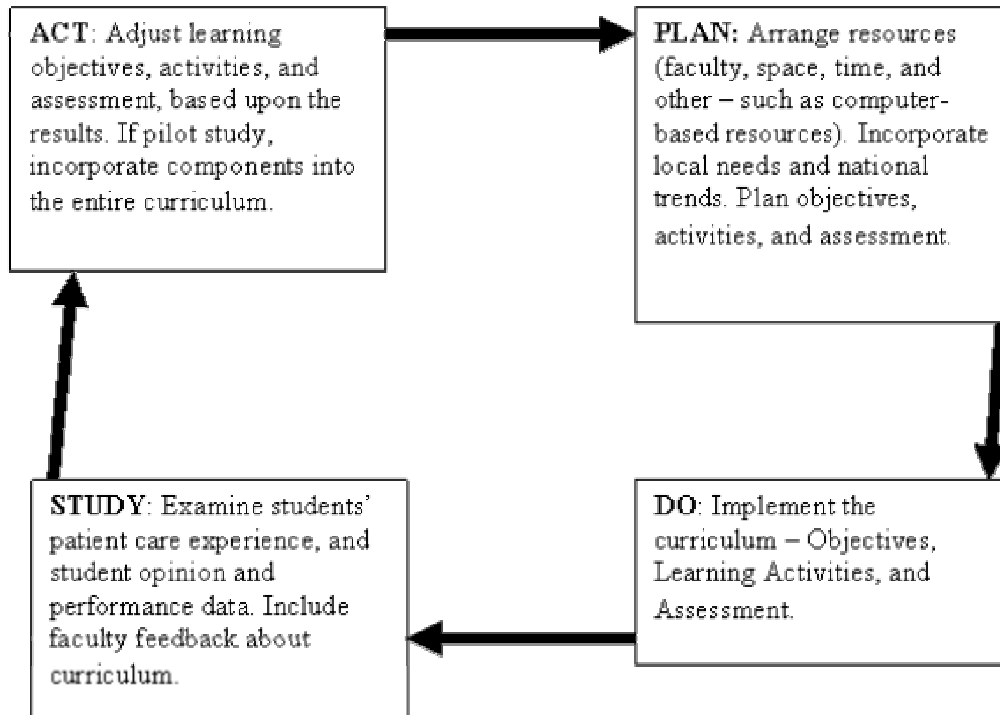 ACT: Adjust learning
objectives, activities, and
assessment, based upon the
results. If pilot study,
incorporate components into
the entire curriculum.
PLAN: Arrange resources
(faculty, space, time, and
other – such as computer-
based resources). Incorporate
local needs and national
trends. Plan objectives,
activities, and assessment.
DO: Implement the
curriculum – Objectives,
Learning Activities, and
Assessment.
STUDY: Examine students’
patient care experience, and
student opinion and
performance data. Include
faculty feedback about
curriculum.